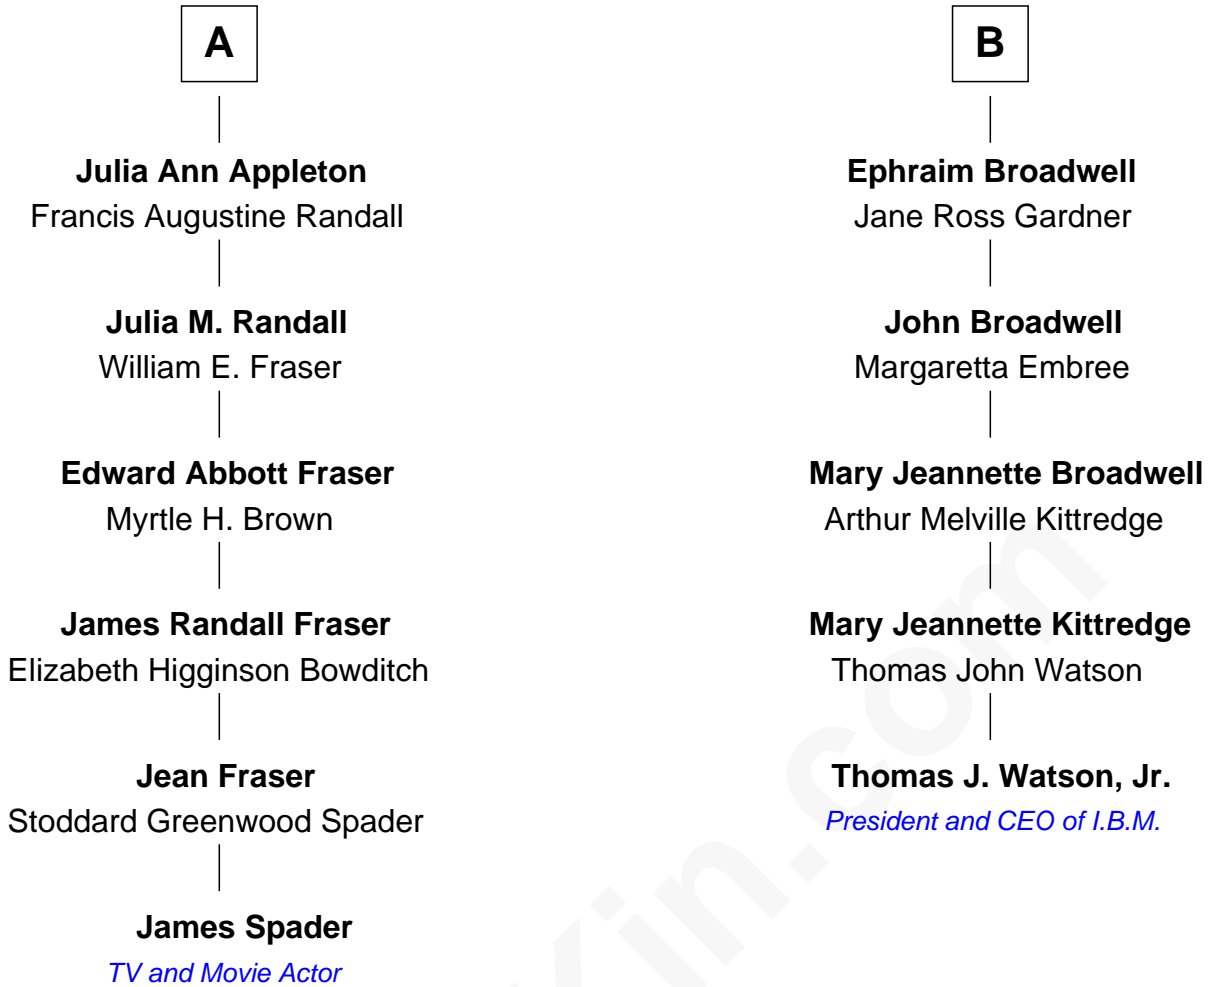 A
Julia Ann Appleton
Francis Augustine Randall
Julia M. Randall
William E. Fraser
Edward Abbott Fraser
Myrtle H. Brown
James Randall Fraser
Elizabeth Higginson Bowditch
Jean Fraser
Stoddard Greenwood Spader
James Spader
TV and Movie Actor
B
Ephraim Broadwell
Jane Ross Gardner
John Broadwell
Margaretta Embree
Mary Jeannette Broadwell
Arthur Melville Kittredge
Mary Jeannette Kittredge
Thomas John Watson
Thomas J. Watson, Jr.
President and CEO of I.B.M.
Kin.com